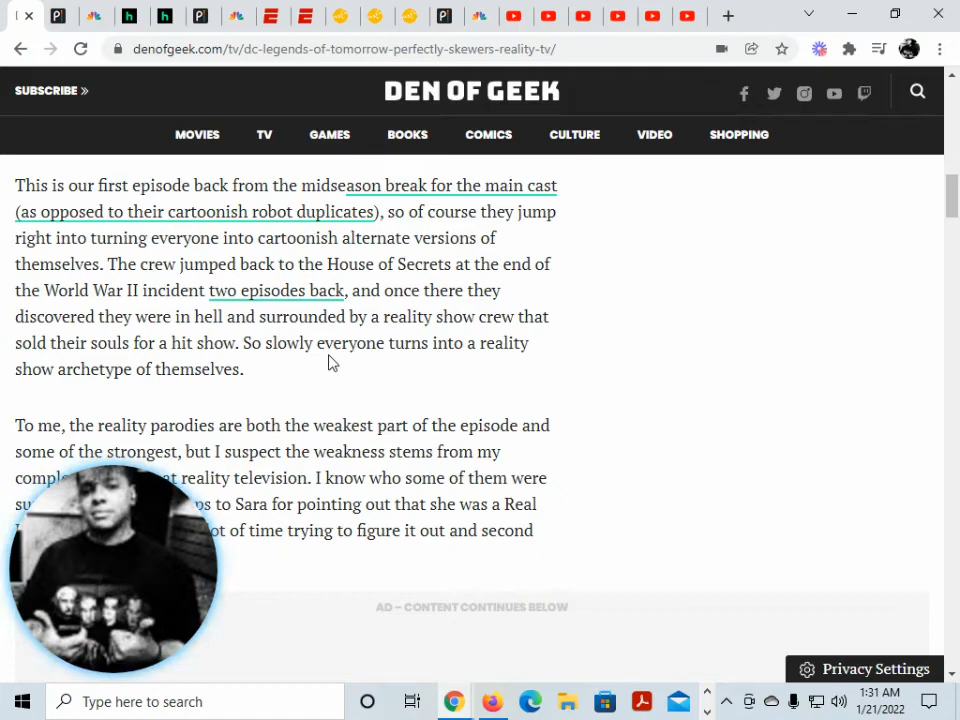 denofgeek.com/tv/dc-legends-of-tomorrow-perfectly-skewers-reality-tv/
SUBSCRIBE »
DEN OF GEEK
MOVIES TV GAMES BOOKS COMICS CULTURE VIDEO SHOPPING
This is our first episode back from the midseason break for the main cast
(as opposed to their cartoonish robot duplicates), so of course they jump
right into turning everyone into cartoonish alternate versions of
themselves. The crew jumped back to the House of Secrets at the end of
the World War II incident two episodes back, and once there they
discovered they were in hell and surrounded by a reality show crew that
sold their souls for a hit show. So slowly everyone turns into a reality
show archetype of themselves.
To me, the reality parodies are both the weakest part of the episode and
some of the strongest, but I suspect the weakness stems from my
reality television. I know who some of them were
to Sara for pointing out that she was a Real
of time trying to figure it out and second
AD – CONTENT CONTINUES BELOW
Privacy Settings
Type here to search
1:31 AM
1/21/2022